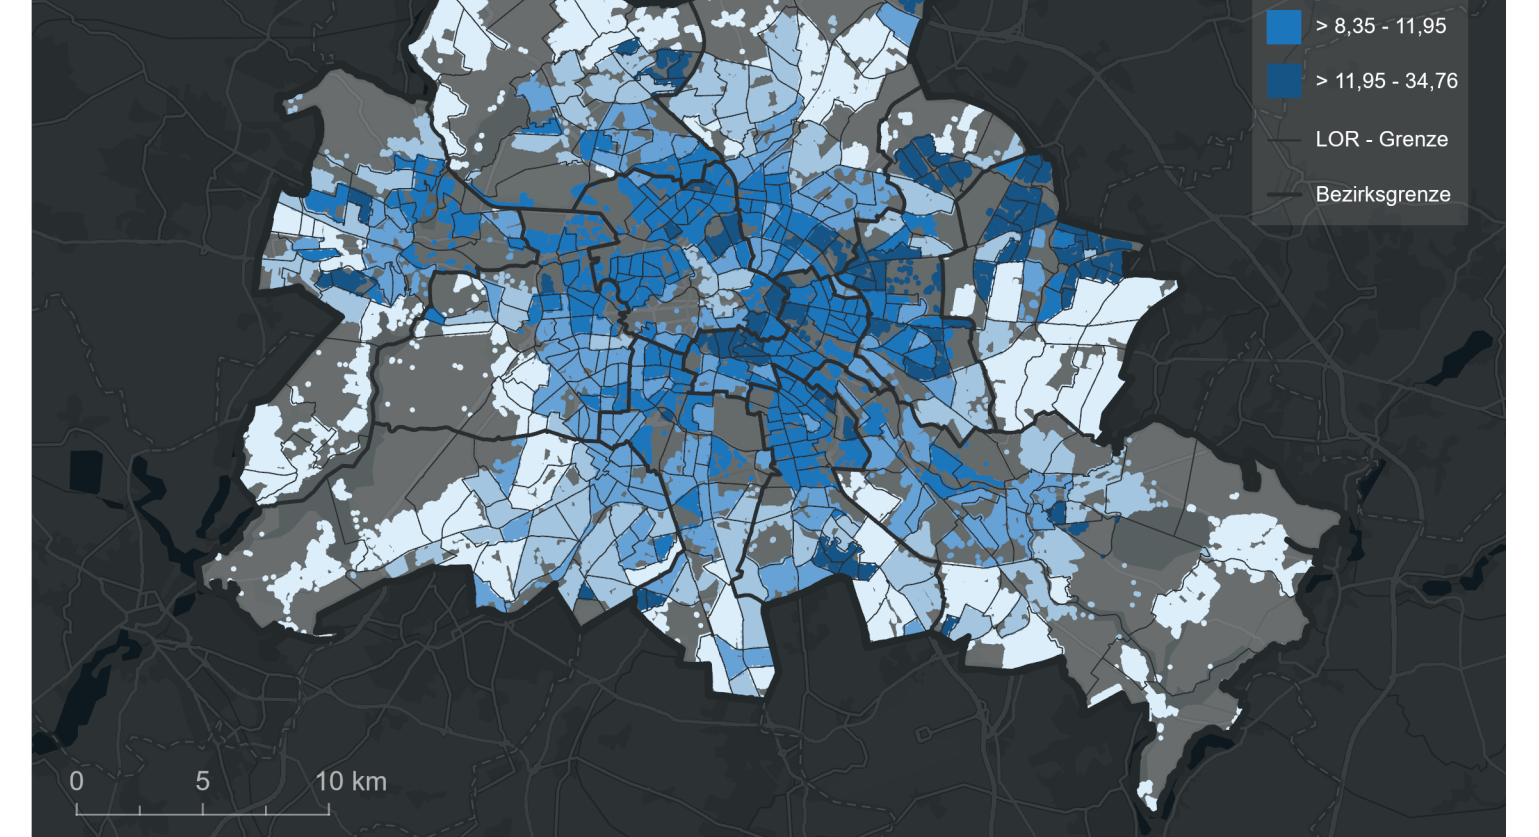 > 8,35 - 11,95
> 11,95 - 34,76
LOR - Grenze
Bezirksgrenze
0 5 10 km